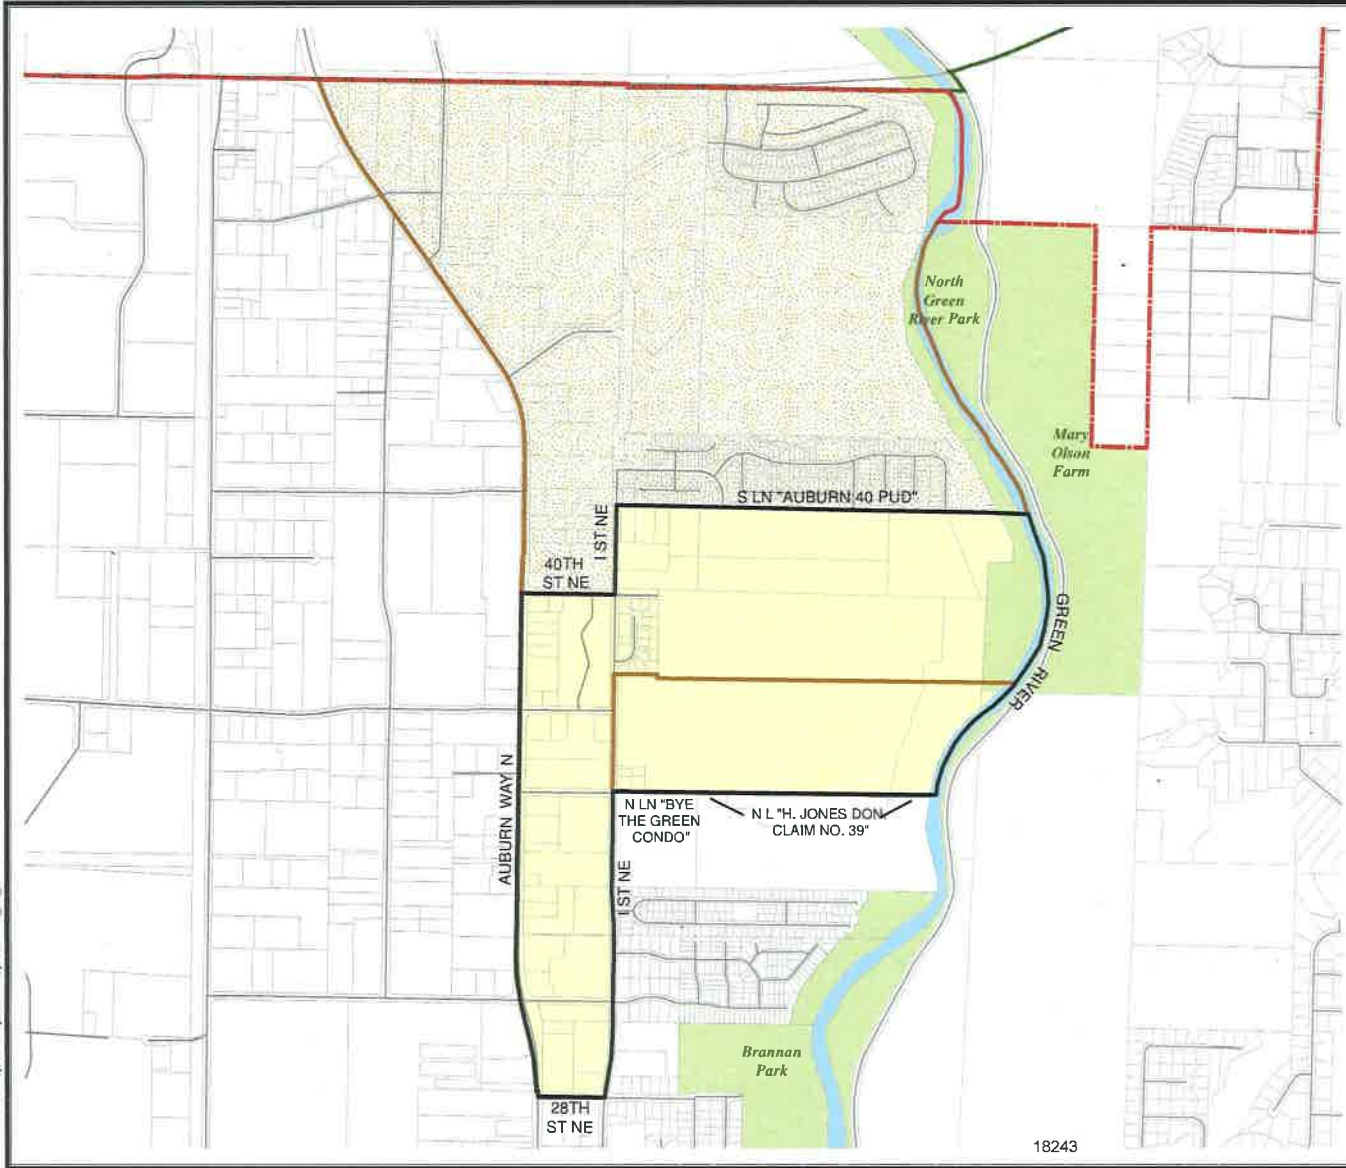 North
Green
River Park
Mary
Olson
Farm
S LN "AUBURN 40 PUD"
I ST NE
40TH
ST NE
GREEN RIVER
AUBURN WAY N
N LN "BYE
THE GREEN
CONDO"
N L "H. JONES DON.
CLAIM NO. 39"
I ST NE
Brannan
Park
28TH
ST NE
18243